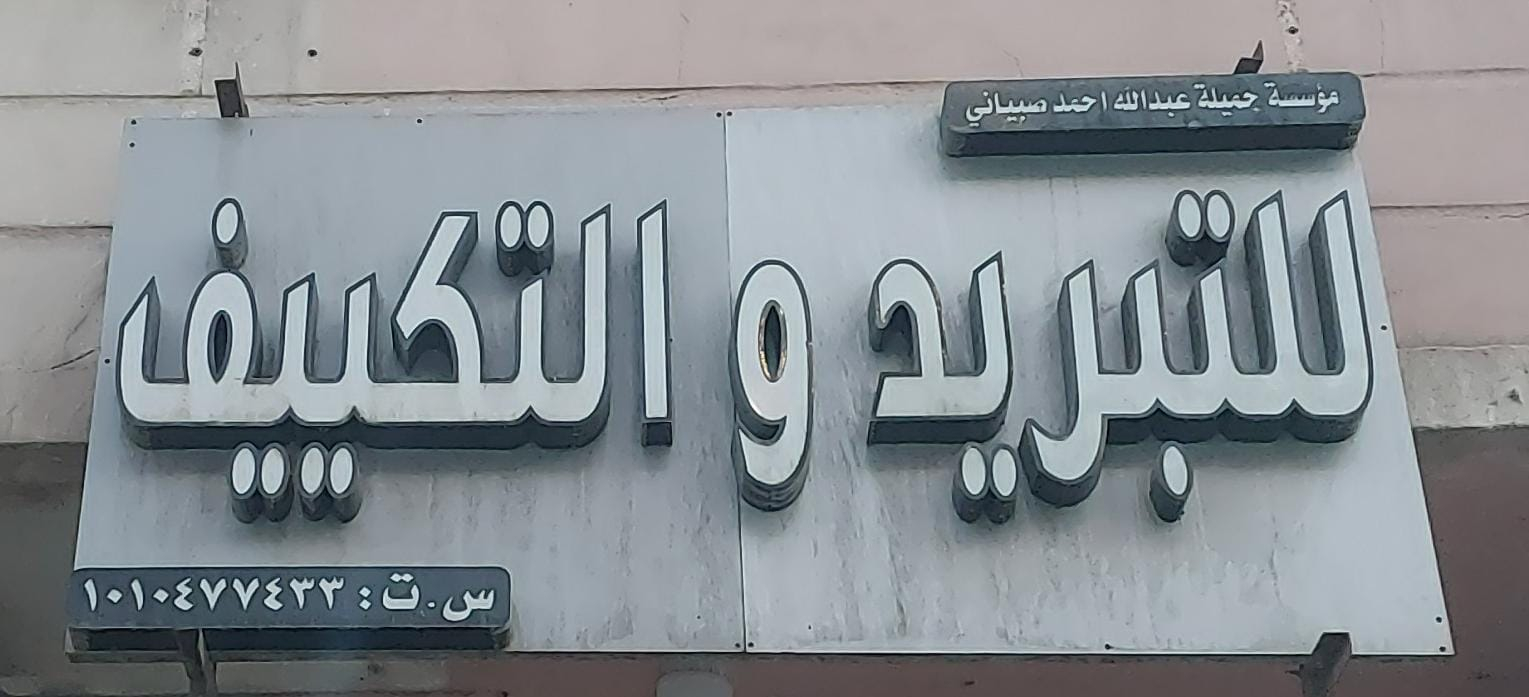 مؤسسة جميلة عبدالله احمد صبياني
للتبريد و التكييف
س.ت: ١٠١٠٤٧٧٤٣٣